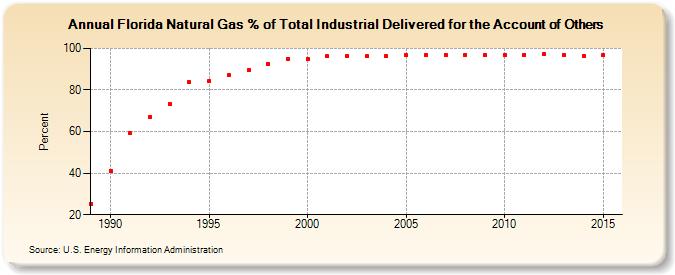 Annual Florida Natural Gas % of Total Industrial Delivered for the Account of Others
100
80
60
40
20
Percent
1990 1995 2000 2005 2010 2015
Source: U.S. Energy Information Administration